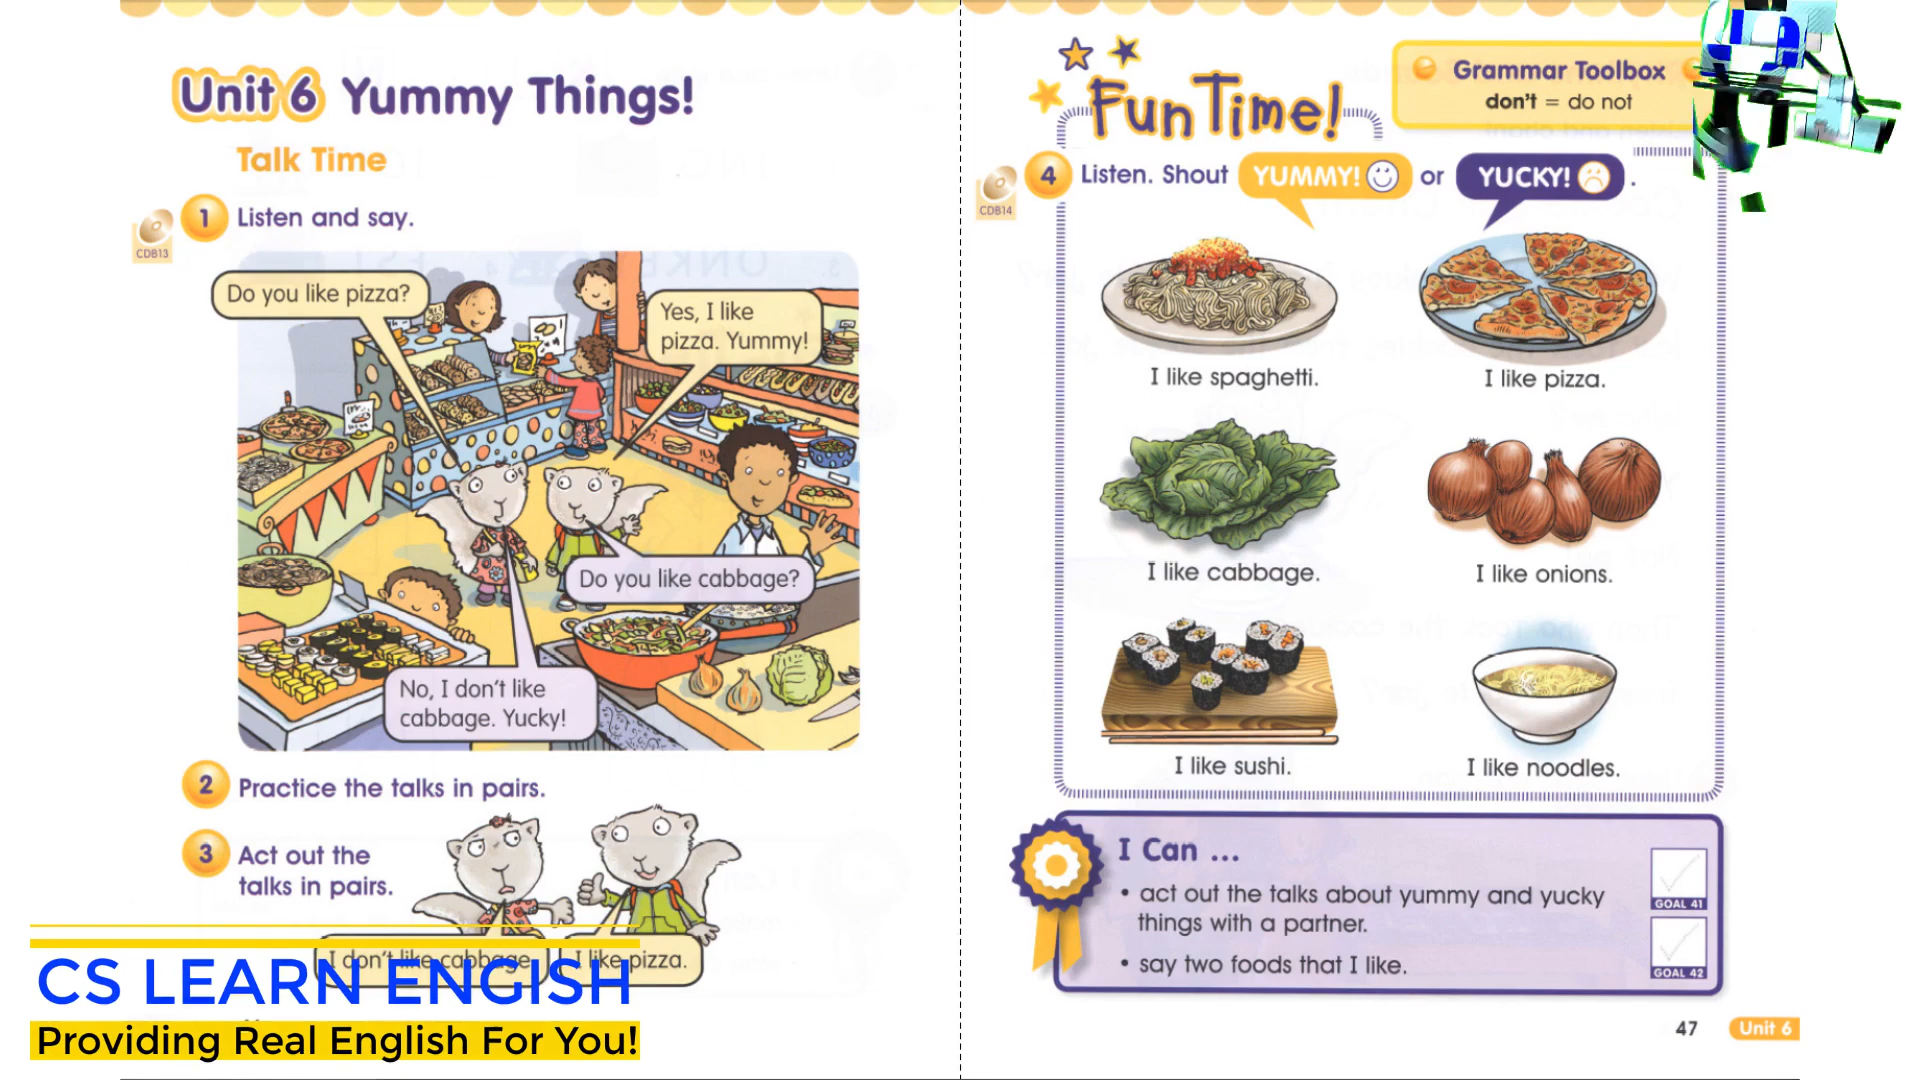 Unit 6 Yummy Things!
Talk Time
CDB13
1 Listen and say.
Do you like pizza?
Yes, I like
pizza. Yummy!
Do you like cabbage?
No, I don't like
cabbage. Yucky!
2 Practice the talks in pairs.
3 Act out the
talks in pairs.
I don't like cabbage.
I like pizza.
CS LEARN ENGISH
Providing Real English For You!
Fun Time!
Grammar Toolbox
don't = do not
CDB14
4 Listen. Shout YUMMY! or YUCKY! .
I like spaghetti.
I like pizza.
I like cabbage.
I like onions.
I like sushi.
I like noodles.
I Can ...
• act out the talks about yummy and yucky
things with a partner.
GOAL 41
• say two foods that I like.
GOAL 42
47 Unit 6